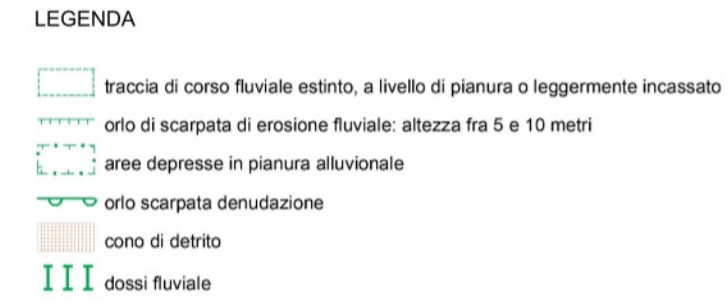 LEGENDA
traccia di corso fluviale estinto, a livello di pianura o leggermente incassato
orlo di scarpata di erosione fluviale: altezza fra 5 e 10 metri
aree depresse in pianura alluvionale
orlo scarpata denudazione
cono di detrito
dossi fluviale